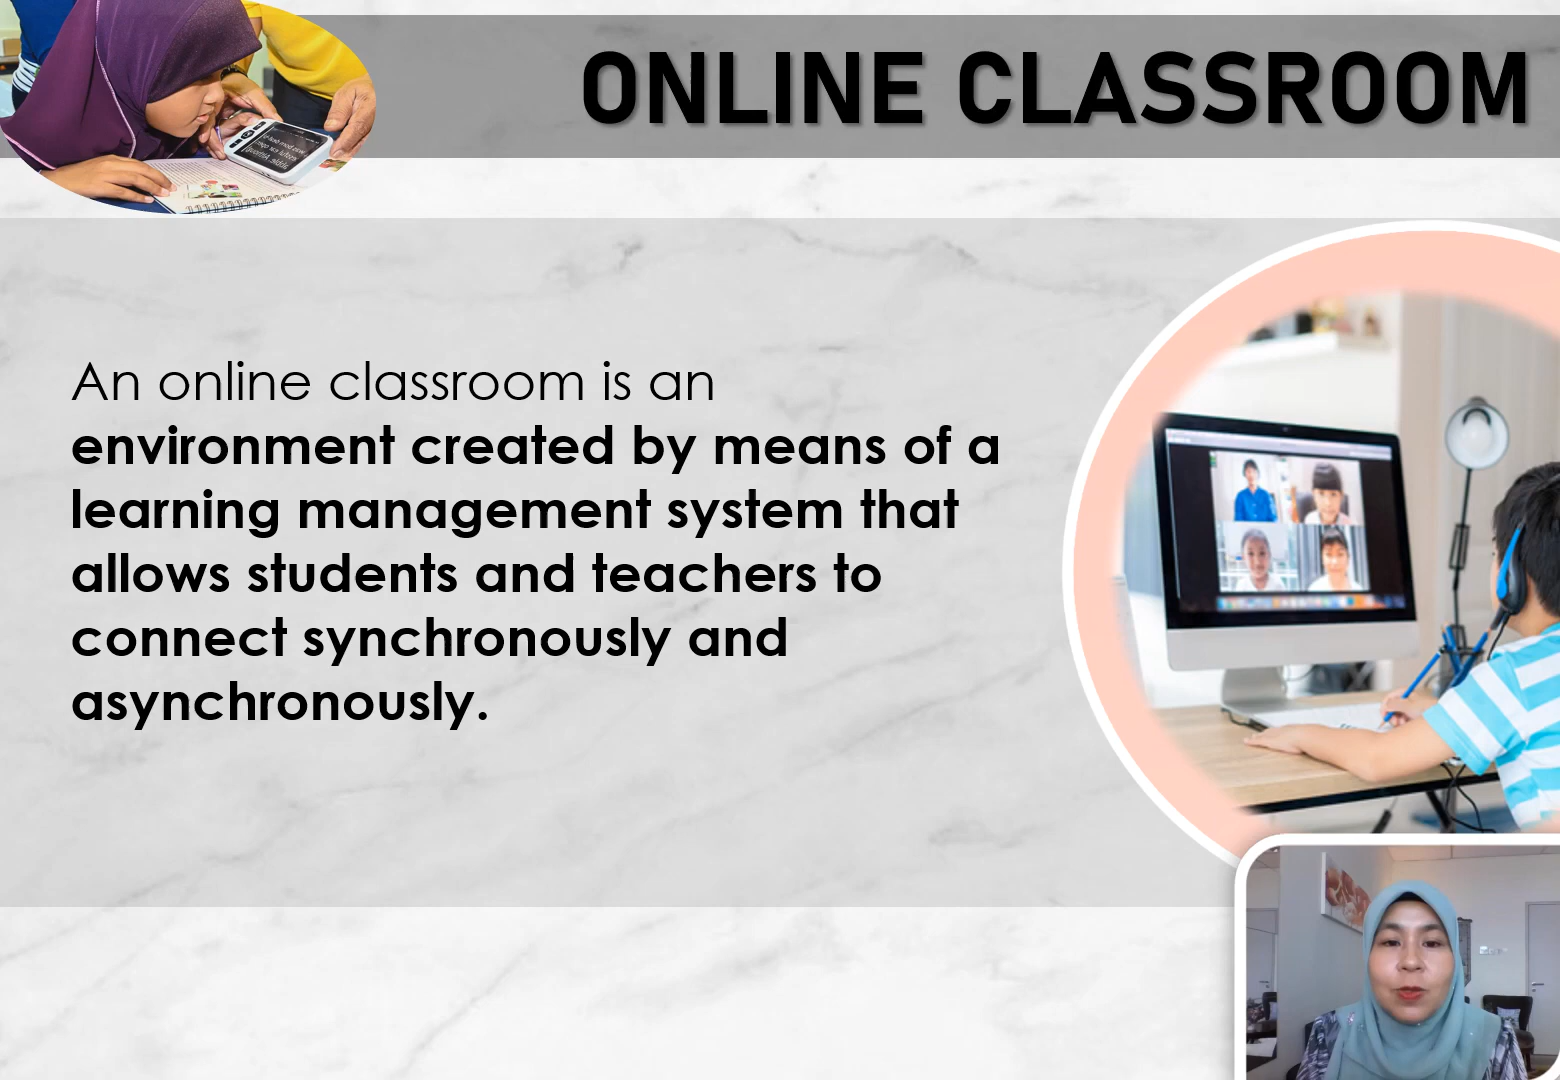 ONLINE CLASSROOM
An online classroom is an
environment created by means of a
learning management system that
allows students and teachers to
connect synchronously and
asynchronously.